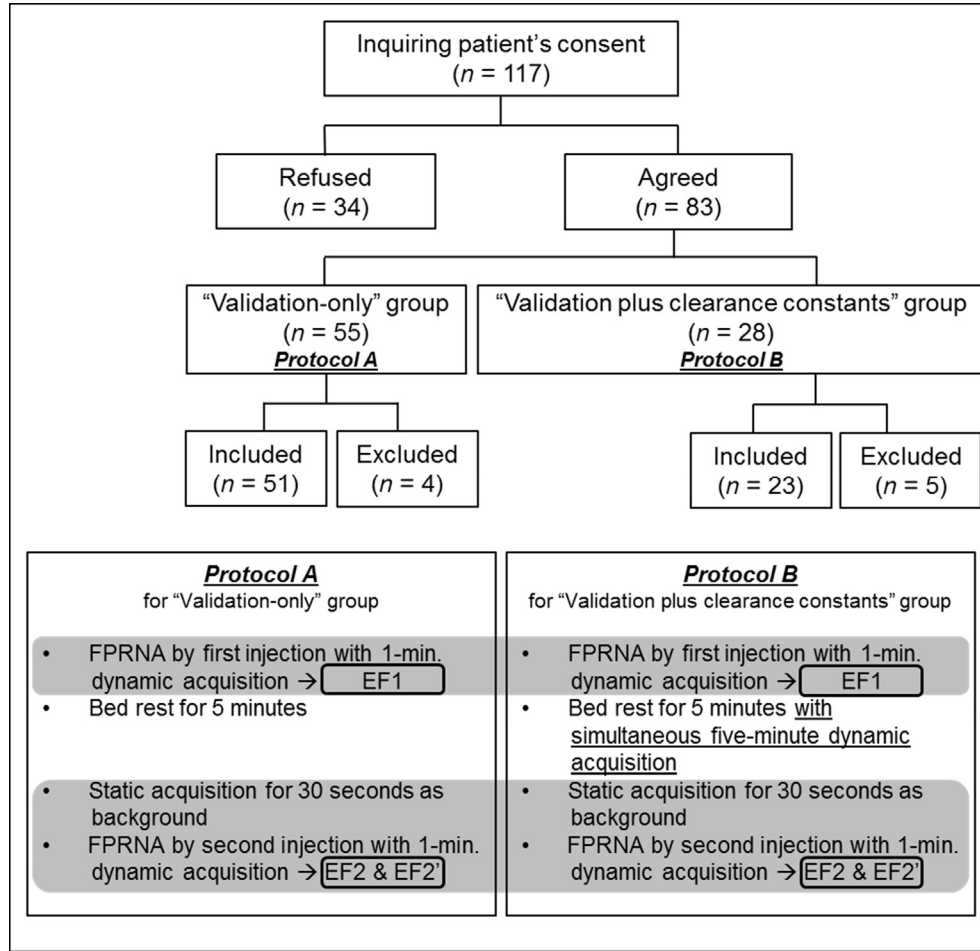 Inquiring patient's consent
(n = 117)
Refused
(n = 34)
Agreed
(n = 83)
“Validation-only” group
(n = 55)
Protocol A
“Validation plus clearance constants” group
(n = 28)
Protocol B
Included
(n = 51)
Excluded
(n = 4)
Included
(n = 23)
Excluded
(n = 5)
Protocol A
for “Validation-only” group
• FPRNA by first injection with 1-min.
dynamic acquisition → EF1
• Bed rest for 5 minutes
• Static acquisition for 30 seconds as
background
• FPRNA by second injection with 1-min.
dynamic acquisition → EF2 & EF2'
Protocol B
for “Validation plus clearance constants” group
• FPRNA by first injection with 1-min.
dynamic acquisition → EF1
• Bed rest for 5 minutes with
simultaneous five-minute dynamic
acquisition
• Static acquisition for 30 seconds as
background
• FPRNA by second injection with 1-min.
dynamic acquisition → EF2 & EF2'